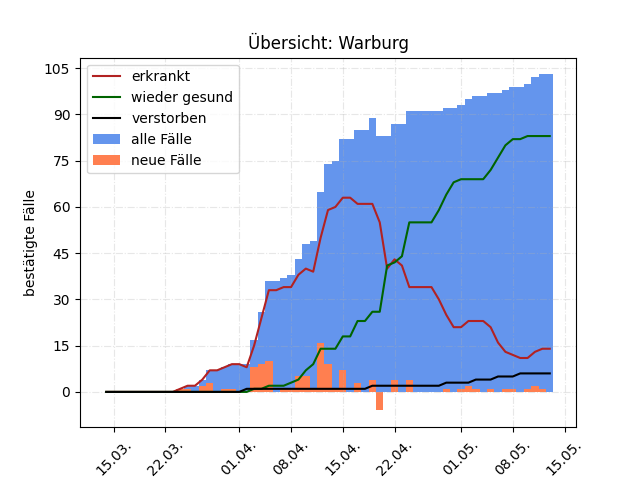 Übersicht: Warburg
erkrankt
wieder gesund
verstorben
alle Fälle
neue Fälle
bestätigte Fälle
105
90
75
60
45
30
15
0
15.03.
22.03.
01.04.
08.04.
15.04.
22.04.
01.05.
08.05.
15.05.